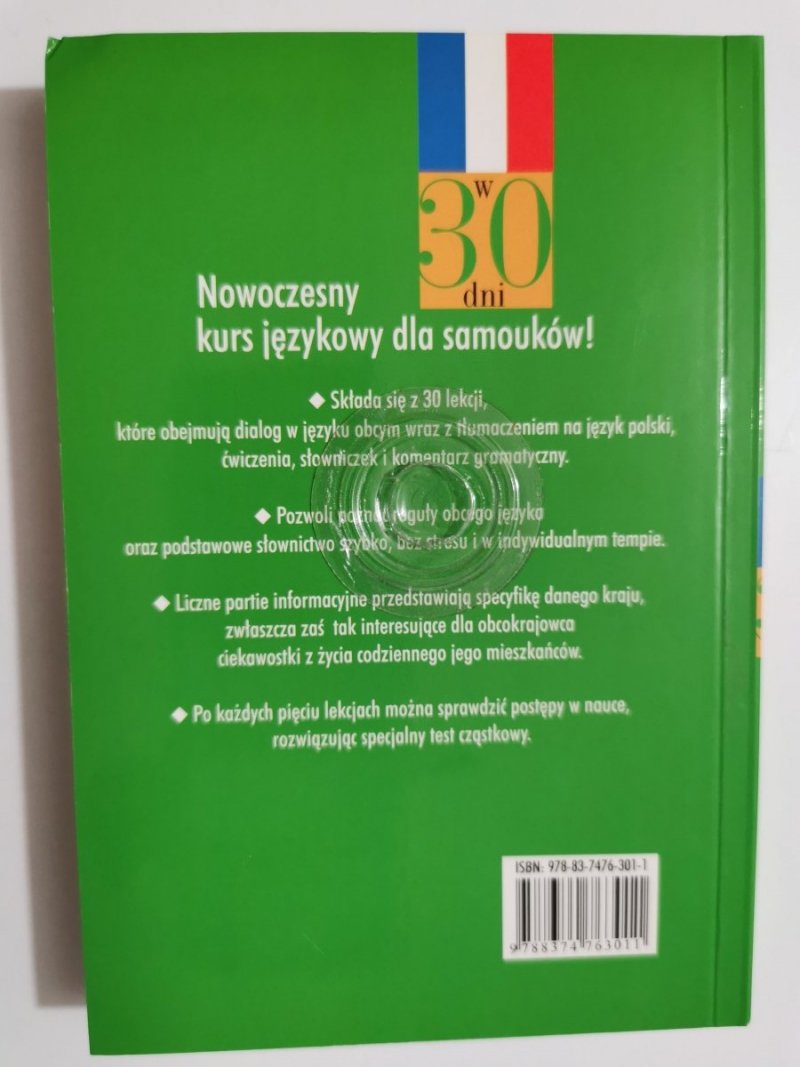 w
30
dni
Nowoczesny
kurs językowy dla samouków!
◆ Składa się z 30 lekcji,
które obejmują dialog w języku obcym wraz z tłumaczeniem na język polski,
ćwiczenia, słowniczek i komentarz gramatyczny.
◆ Pozwoli poznać reguły obcego języka
oraz podstawowe słownictwo szybko, bez stresu i w indywidualnym tempie.
◆ Liczne partie informacyjne przedstawiają specyfikę danego kraju,
zwłaszcza zaś tak interesujące dla obcokrajowca
ciekawostki z życia codziennego jego mieszkańców.
◆ Po każdych pięciu lekcjach można sprawdzić postępy w nauce,
rozwiązując specjalny test cząstkowy.
ISBN: 978-83-7476-301-1
9788374763011